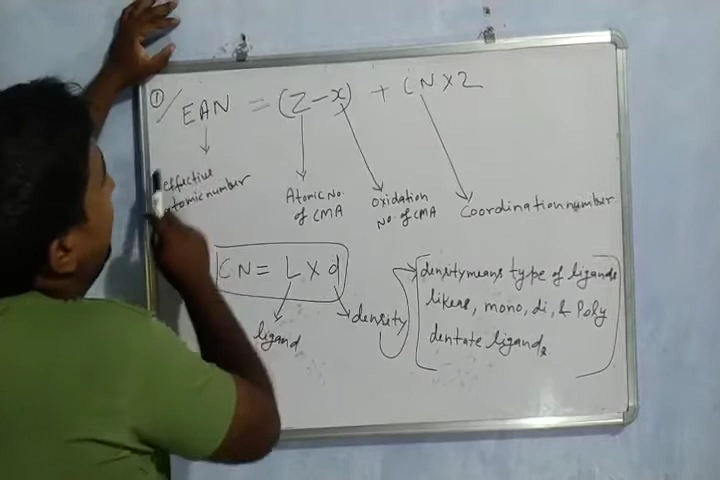 ① EAN = (Z-x) + CN×2
effective
atomic number
Atomic No.
of CMA
Oxidation
No. of CMA
Coordination number.
CN = L × d
ligand
density
density means type of ligands
likeas, mono, di, & Poly
dentate ligands.